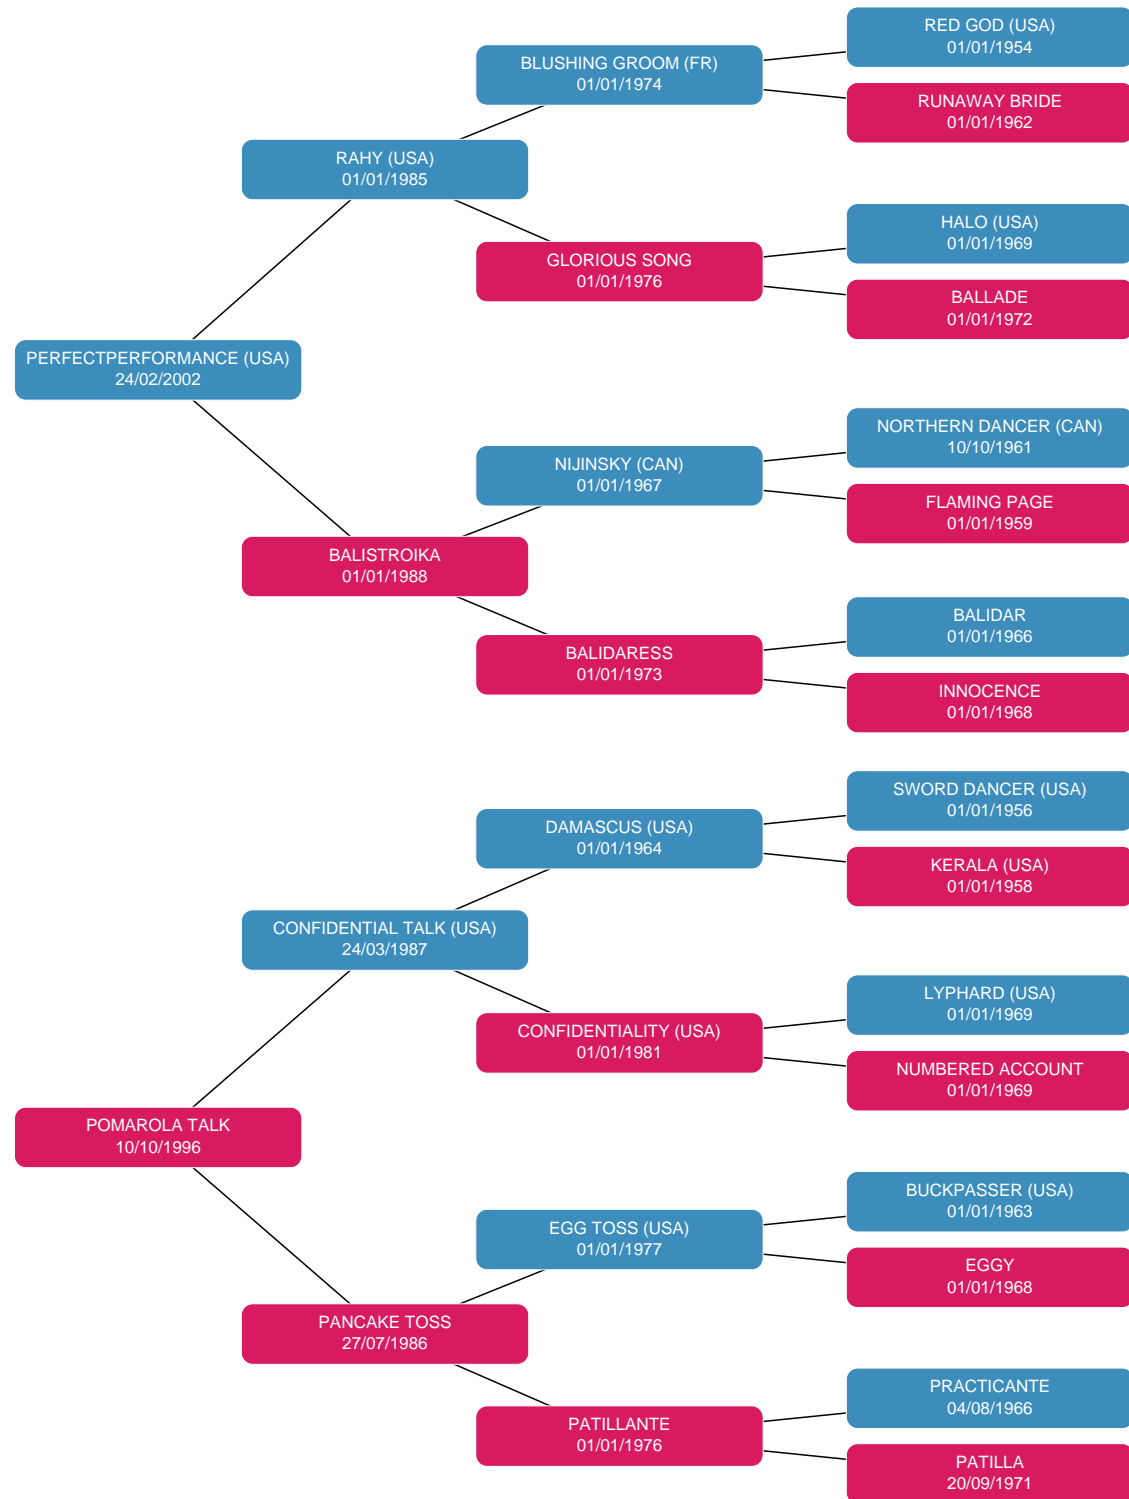 RED GOD (USA)
01/01/1954
BLUSHING GROOM (FR)
01/01/1974
RUNAWAY BRIDE
01/01/1962
RAHY (USA)
01/01/1985
HALO (USA)
01/01/1969
GLORIOUS SONG
01/01/1976
BALLADE
01/01/1972
PERFECTPERFORMANCE (USA)
24/02/2002
NORTHERN DANCER (CAN)
10/10/1961
NIJINSKY (CAN)
01/01/1967
FLAMING PAGE
01/01/1959
BALISTROIKA
01/01/1988
BALIDAR
01/01/1966
BALIDARESS
01/01/1973
INNOCENCE
01/01/1968
SWORD DANCER (USA)
01/01/1956
DAMASCUS (USA)
01/01/1964
KERALA (USA)
01/01/1958
CONFIDENTIAL TALK (USA)
24/03/1987
LYPHARD (USA)
01/01/1969
CONFIDENTIALITY (USA)
01/01/1981
NUMBERED ACCOUNT
01/01/1969
POMAROLA TALK
10/10/1996
BUCKPASSER (USA)
01/01/1963
EGG TOSS (USA)
01/01/1977
EGGY
01/01/1968
PANCAKE TOSS
27/07/1986
PRACTICANTE
04/08/1966
PATILLANTE
01/01/1976
PATILLA
20/09/1971